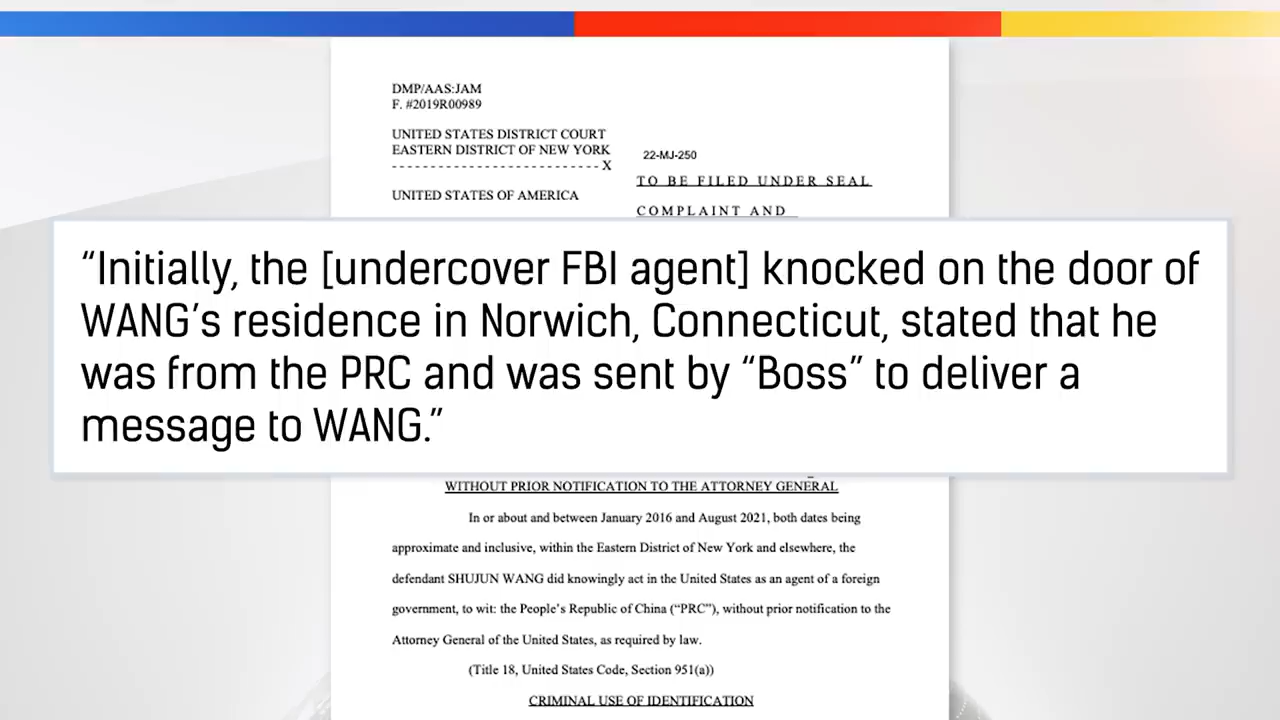 DMP/AAS:JAM
F. #2019R00989
UNITED STATES DISTRICT COURT
EASTERN DISTRICT OF NEW YORK
- - - - - - - - - - - - - - - - - - - - - - - - - - X
UNITED STATES OF AMERICA
22-MJ-250
TO BE FILED UNDER SEAL
COMPLAINT AND
“Initially, the [undercover FBI agent] knocked on the door of
WANG’s residence in Norwich, Connecticut, stated that he
was from the PRC and was sent by “Boss” to deliver a
message to WANG.”
WITHOUT PRIOR NOTIFICATION TO THE ATTORNEY GENERAL
In or about and between January 2016 and August 2021, both dates being
approximate and inclusive, within the Eastern District of New York and elsewhere, the
defendant SHUJUN WANG did knowingly act in the United States as an agent of a foreign
government, to wit: the People’s Republic of China (“PRC”), without prior notification to the
Attorney General of the United States, as required by law.
(Title 18, United States Code, Section 951(a))
CRIMINAL USE OF IDENTIFICATION